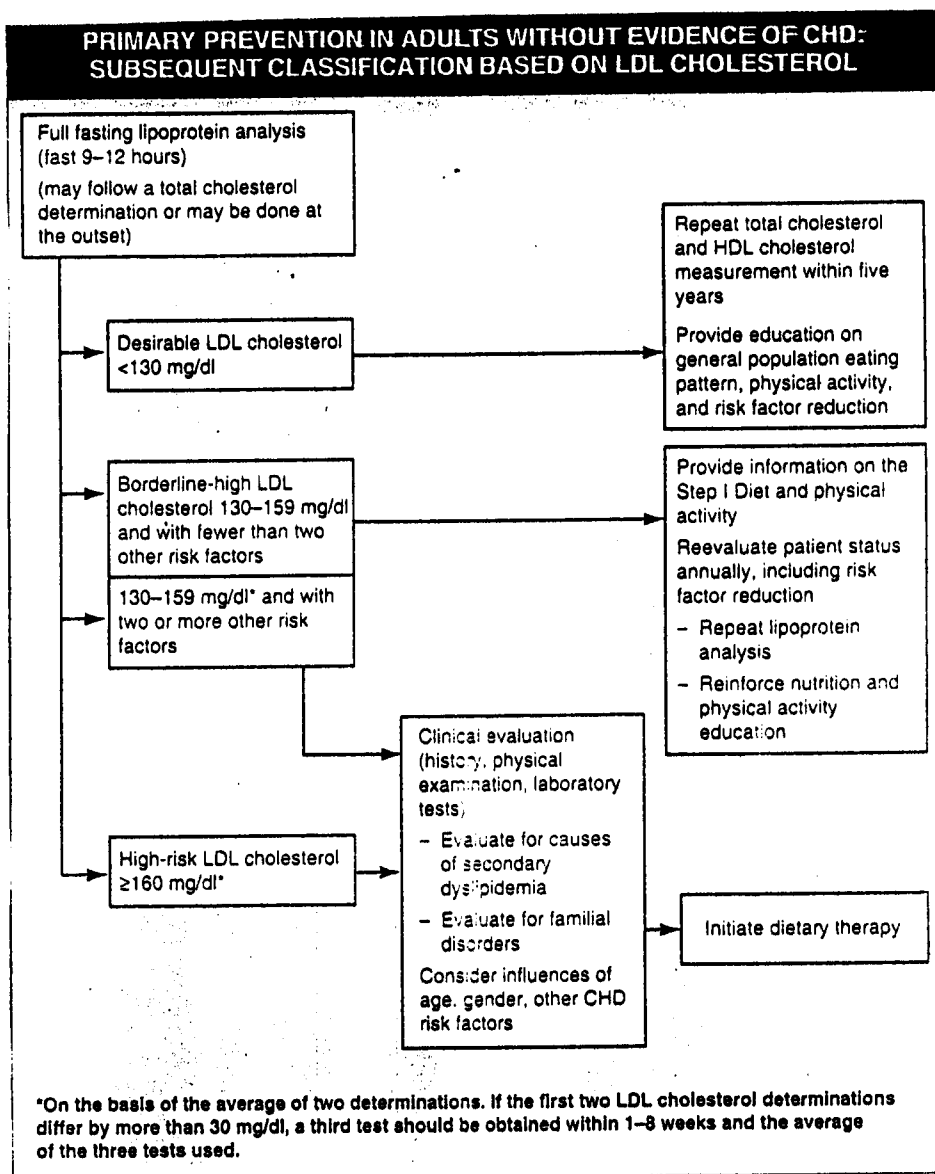 PRIMARY PREVENTION IN ADULTS WITHOUT EVIDENCE OF CHD:
SUBSEQUENT CLASSIFICATION BASED ON LDL CHOLESTEROL
Full fasting lipoprotein analysis
(fast 9–12 hours)
(may follow a total cholesterol
determination or may be done at
the outset)
Desirable LDL cholesterol
<130 mg/dl
Repeat total cholesterol
and HDL cholesterol
measurement within five
years
Provide education on
general population eating
pattern, physical activity,
and risk factor reduction
Borderline-high LDL
cholesterol 130–159 mg/dl
and with fewer than two
other risk factors
Provide information on the
Step I Diet and physical
activity
Reevaluate patient status
annually, including risk
factor reduction
– Repeat lipoprotein
analysis
– Reinforce nutrition and
physical activity
education
130–159 mg/dl* and with
two or more other risk
factors
High-risk LDL cholesterol
≥160 mg/dl*
Clinical evaluation
(history, physical
examination, laboratory
tests)
– Evaluate for causes
of secondary
dyslipidemia
– Evaluate for familial
disorders
Consider influences of
age, gender, other CHD
risk factors
Initiate dietary therapy
*On the basis of the average of two determinations. If the first two LDL cholesterol determinations
differ by more than 30 mg/dl, a third test should be obtained within 1–8 weeks and the average
of the three tests used.